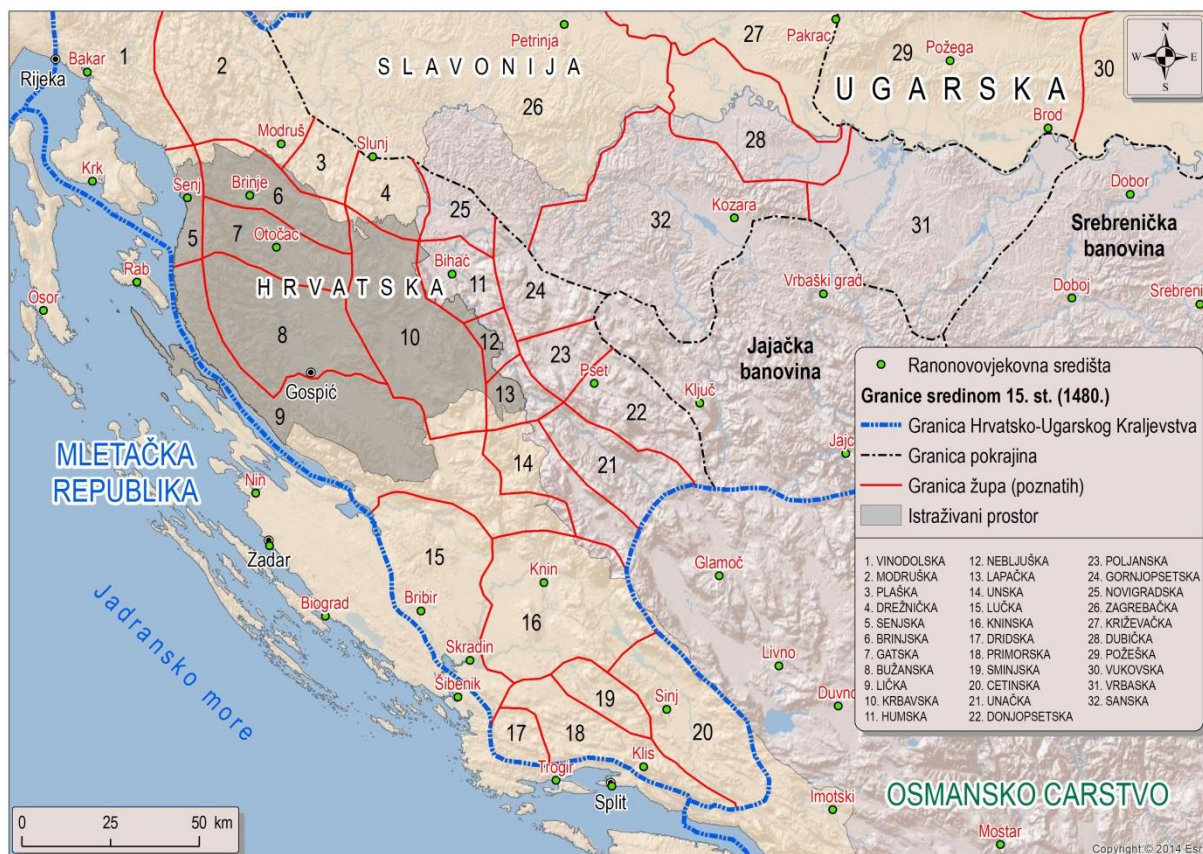 1
Bakar
Rijeka
2
Petrinja
SLAVONIJA
26
27
Pakrac
29
Požega
UGARSKA
30
Brod
N
W
E
S
Krk
Modruš
3
Slunj
4
28
Senj
Brinje
6
5
7
Otočac
25
32
Kozara
31
Dobor
Srebrenička
banovina
Rab
Osor
HRVATSKA
Bihać
11
24
Vrbaški grad
Doboj
8
10
12
23
Jajačka
banovina
Gospić
13
Pset
22
Ključ
9
MLETAČKA
REPUBLIKA
14
21
Nin
Zadar
15
Knin
Glamoč
Biograd
Bribir
16
Jadransko more
Skradin
Šibenik
Livno
19
Sinj
20
17
18
Klis
Trogir
Split
Imotski
OSMANSKO CARSTVO
Mostar
Ranonovovjekovna središta
Granice sredinom 15. st. (1480.)
Granica Hrvatsko-Ugarskog Kraljevstva
Granica pokrajina
Granica župa (poznatih)
Istraživani prostor
1. VINODOLSKA
2. MODRUŠKA
3. PLAŠKA
4. DREŽNIČKA
5. SENJSKA
6. BRINJSKA
7. GATSKA
8. BUŽANSKA
9. LIČKA
10. KRBAVSKA
11. HUMSKA
12. NEBLJUŠKA
13. LAPAČKA
14. UNSKA
15. LUČKA
16. KNINSKA
17. DRIDSKA
18. PRIMORSKA
19. SMINJSKA
20. CETINSKA
21. UNAČKA
22. DONJOPSETSKA
23. POLJANSKA
24. GORNJOPSETSKA
25. NOVIGRADSKA
26. ZAGREBAČKA
27. KRIŽEVAČKA
28. DUBIČKA
29. POŽEŠKA
30. VUKOVSKA
31. VRBASKA
32. SANSKA
0 25 50 km
Copyright:© 2014 Esri